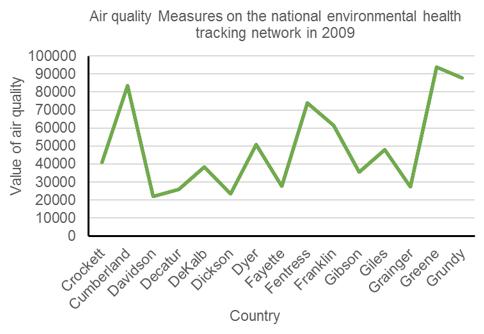 Air quality Measures on the national environmental health
tracking network in 2009
Value of air quality
100000
90000
80000
70000
60000
50000
40000
30000
20000
10000
0
Crockett
Cumberland
Davidson
Decatur
DeKalb
Dickson
Dyer
Fayette
Fentress
Franklin
Gibson
Giles
Grainger
Greene
Grundy
Country